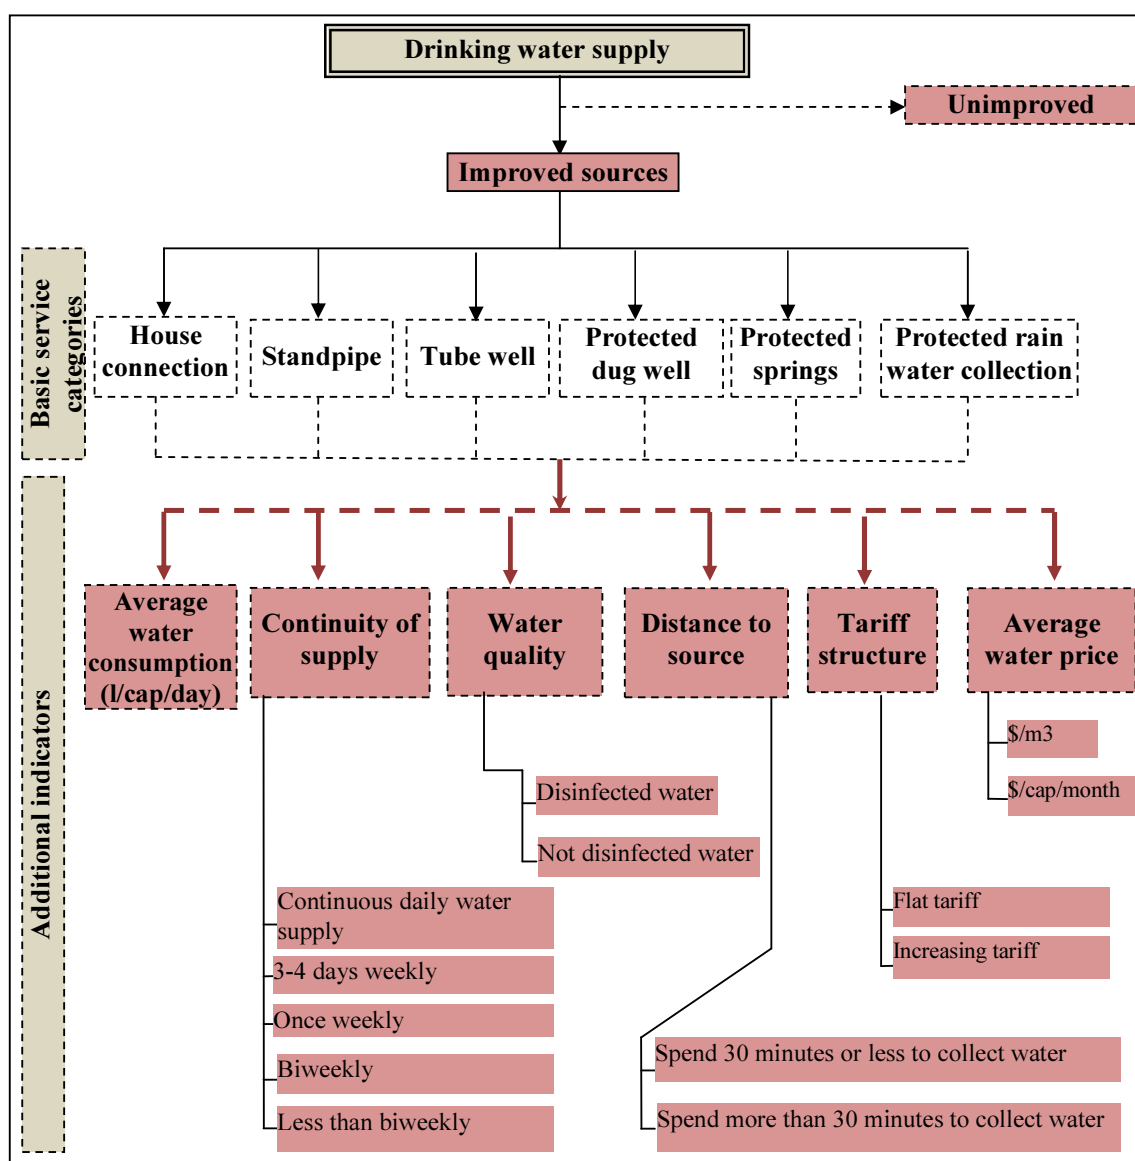 Drinking water supply
Unimproved
Improved sources
Basic service
categories
House
connection
Standpipe
Tube well
Protected
dug well
Protected
springs
Protected rain
water collection
Additional indicators
Average
water
consumption
(l/cap/day)
Continuity of
supply
Water
quality
Distance to
source
Tariff
structure
Average
water price
$/m3
$/cap/month
Disinfected water
Not disinfected water
Continuous daily water
supply
3-4 days weekly
Once weekly
Biweekly
Less than biweekly
Flat tariff
Increasing tariff
Spend 30 minutes or less to collect water
Spend more than 30 minutes to collect water